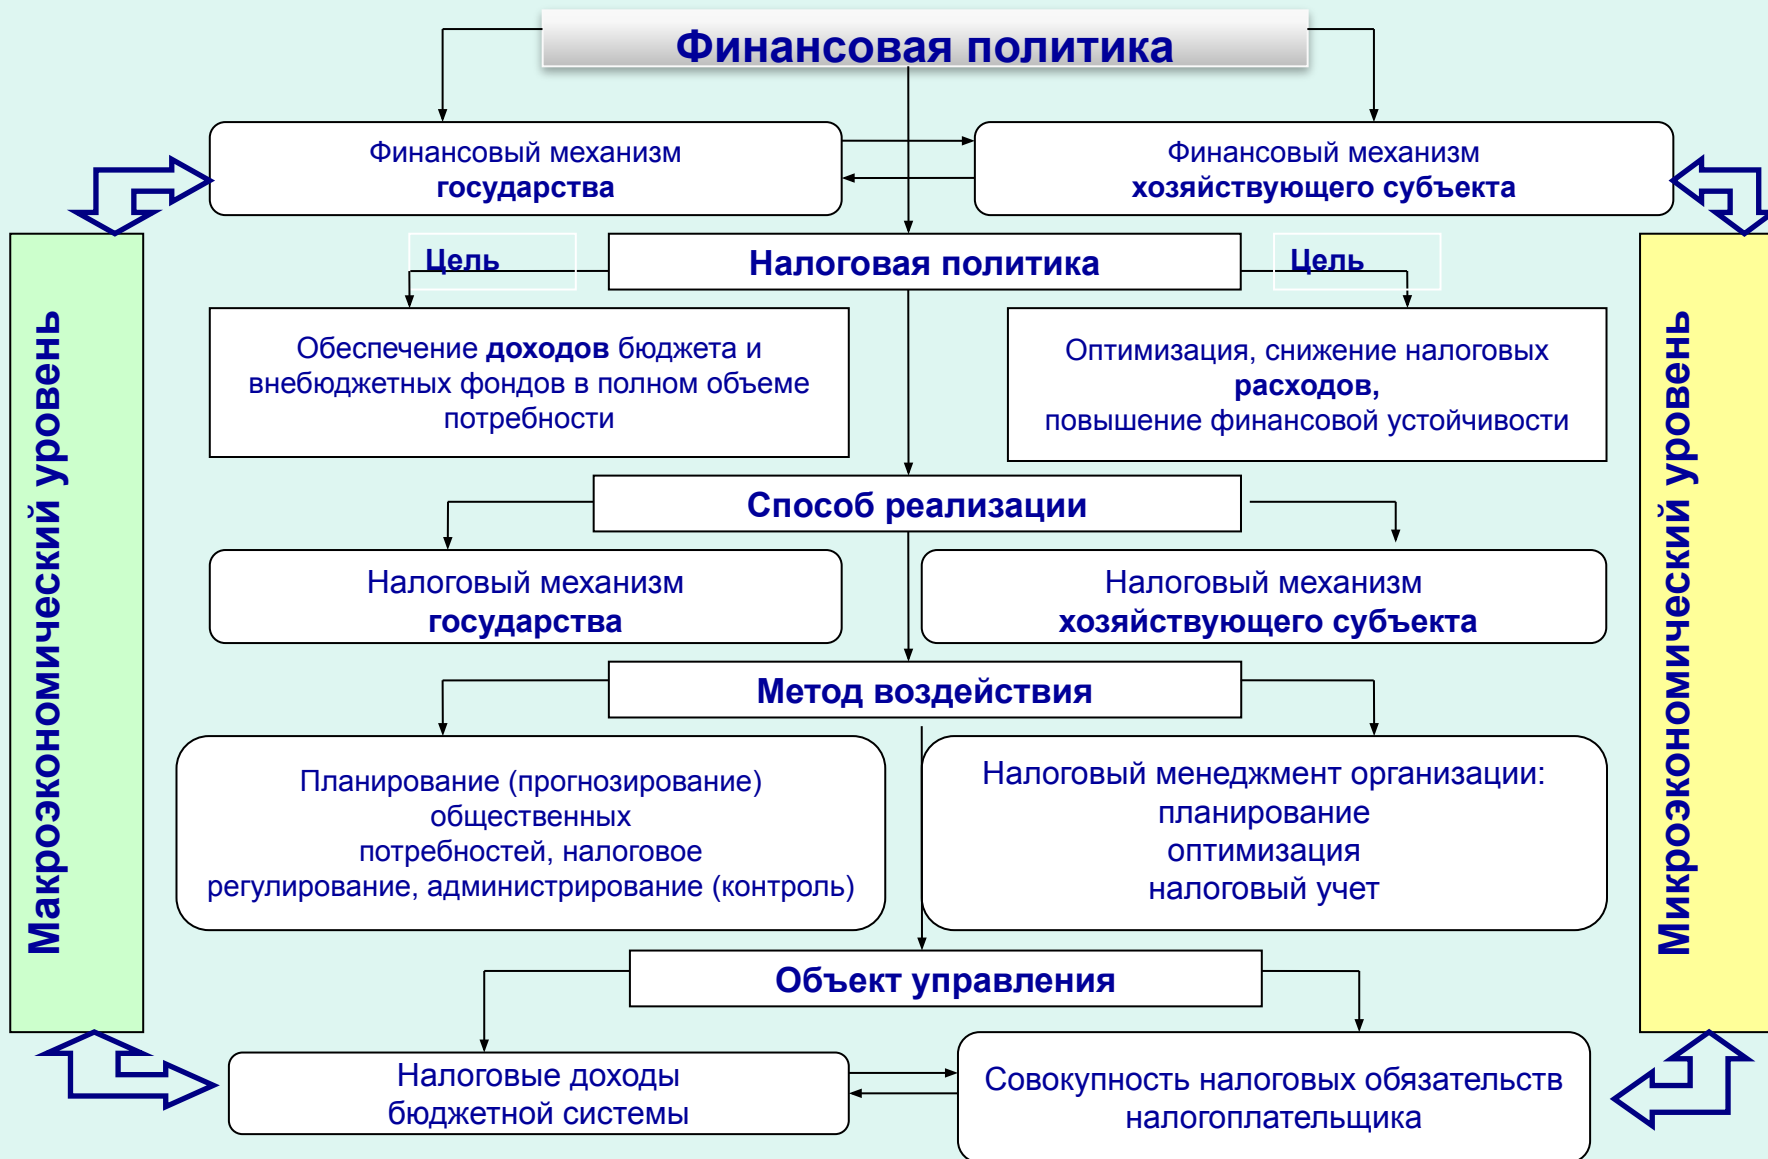 Финансовая политика
Финансовый механизм
государства
Финансовый механизм
хозяйствующего субъекта
Цель
Налоговая политика
Цель
Обеспечение доходов бюджета и
внебюджетных фондов в полном объеме
потребности
Оптимизация, снижение налоговых
расходов,
повышение финансовой устойчивости
Способ реализации
Налоговый механизм
государства
Налоговый механизм
хозяйствующего субъекта
Метод воздействия
Планирование (прогнозирование)
общественных
потребностей, налоговое
регулирование, администрирование (контроль)
Налоговый менеджмент организации:
планирование
оптимизация
налоговый учет
Объект управления
Налоговые доходы
бюджетной системы
Совокупность налоговых обязательств
налогоплательщика
Макроэкономический уровень
Микроэкономический уровень